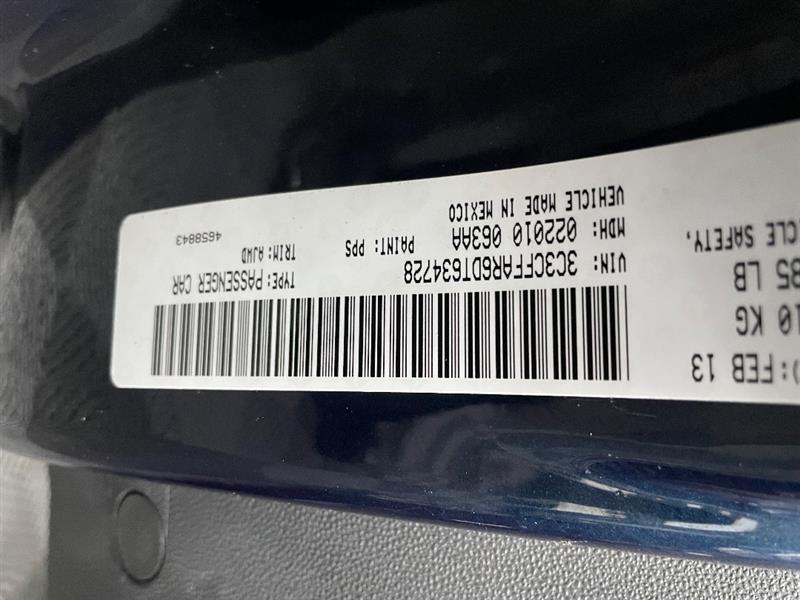 ):FEB 13
10 KG
85 LB
CLE SAFETY,
VIN: 3C3CFFAR6DT634728
TYPE: PASSENGER CAR
MDH: 022010 063AA
PAINT: PPS
TRIM: AJWD
VEHICLE MADE IN MEXICO
4658843